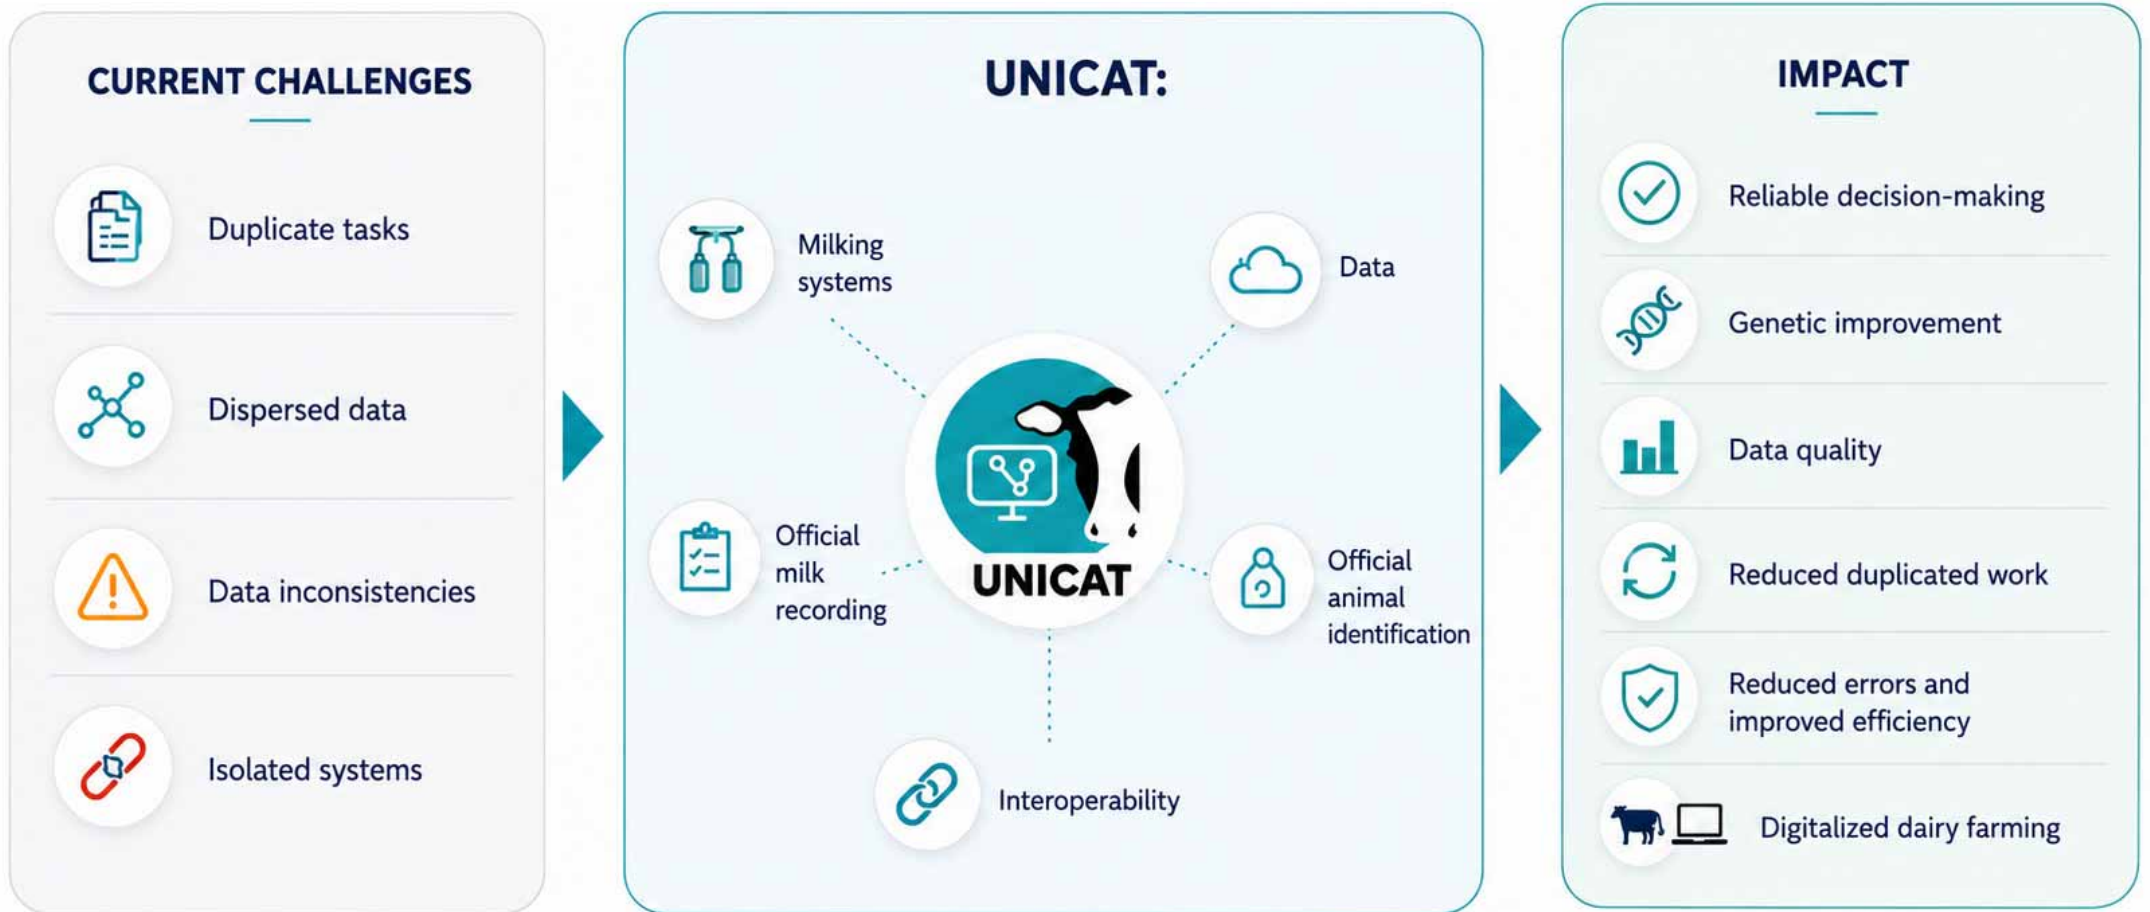 CURRENT CHALLENGES
Duplicate tasks
Dispersed data
Data inconsistencies
Isolated systems
UNICAT:
Milking
systems
Data
Official
milk
recording
UNICAT
Official
animal
identification
Interoperability
IMPACT
Reliable decision-making
Genetic improvement
Data quality
Reduced duplicated work
Reduced errors and
improved efficiency
Digitalized dairy farming